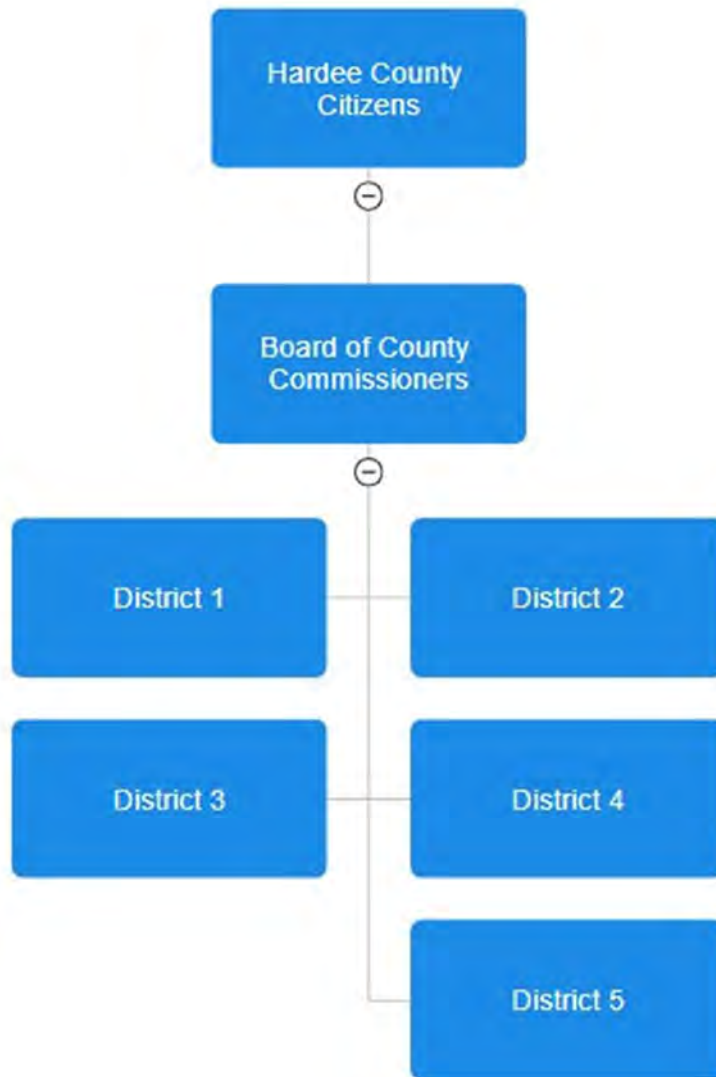 Hardee County
Citizens
Board of County
Commissioners
District 1
District 2
District 3
District 4
District 5